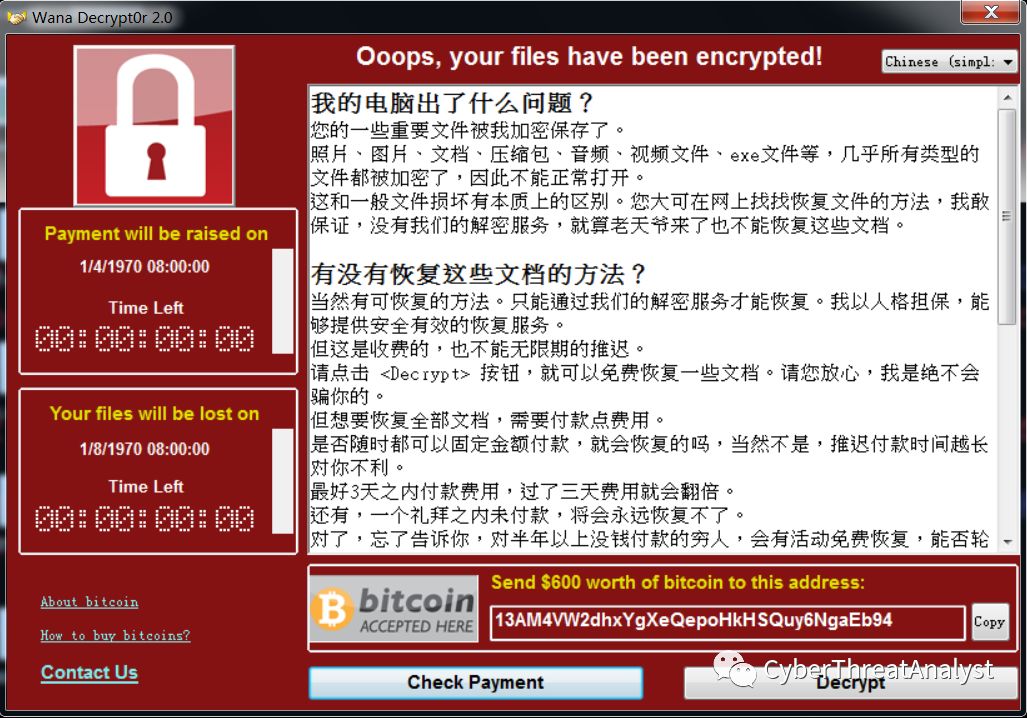 Wana Decrypt0r 2.0
Ooops, your files have been encrypted!
Chinese (simpl:
我的电脑出了什么问题？
您的一些重要文件被我加密保存了。
照片、图片、文档、压缩包、音频、视频文件、exe文件等，几乎所有类型的
文件都被加密了，因此不能正常打开。
这和一般文件损坏有本质上的区别。您大可在网上找找恢复文件的方法，我敢
保证，没有我们的解密服务，就算老天爷来了也不能恢复这些文档。
有没有恢复这些文档的方法？
当然有可恢复的方法。只能通过我们的解密服务才能恢复。我以人格担保，能
够提供安全有效的恢复服务。
但这是收费的，也不能无限期的推迟。
请点击 <Decrypt> 按钮，就可以免费恢复一些文档。请您放心，我是绝不会
骗你的。
但想要恢复全部文档，需要付款点费用。
是否随时都可以固定金额付款，就会恢复的吗，当然不是，推迟付款时间越长
对你不利。
最好3天之内付款费用，过了三天费用就会翻倍。
还有，一个礼拜之内未付款，将会永远恢复不了。
对了，忘了告诉你，对半年以上没钱付款的穷人，会有活动免费恢复，能否轮
Payment will be raised on
1/4/1970 08:00:00
Time Left
00:00:00:00
Your files will be lost on
1/8/1970 08:00:00
Time Left
00:00:00:00
About bitcoin
How to buy bitcoins?
Contact Us
bitcoin
ACCEPTED HERE
Send $600 worth of bitcoin to this address:
13AM4VW2dhxYgXeQepoHkHSQuy6NgaEb94
Copy
Check Payment
Decrypt
CyberThreatAnalyst